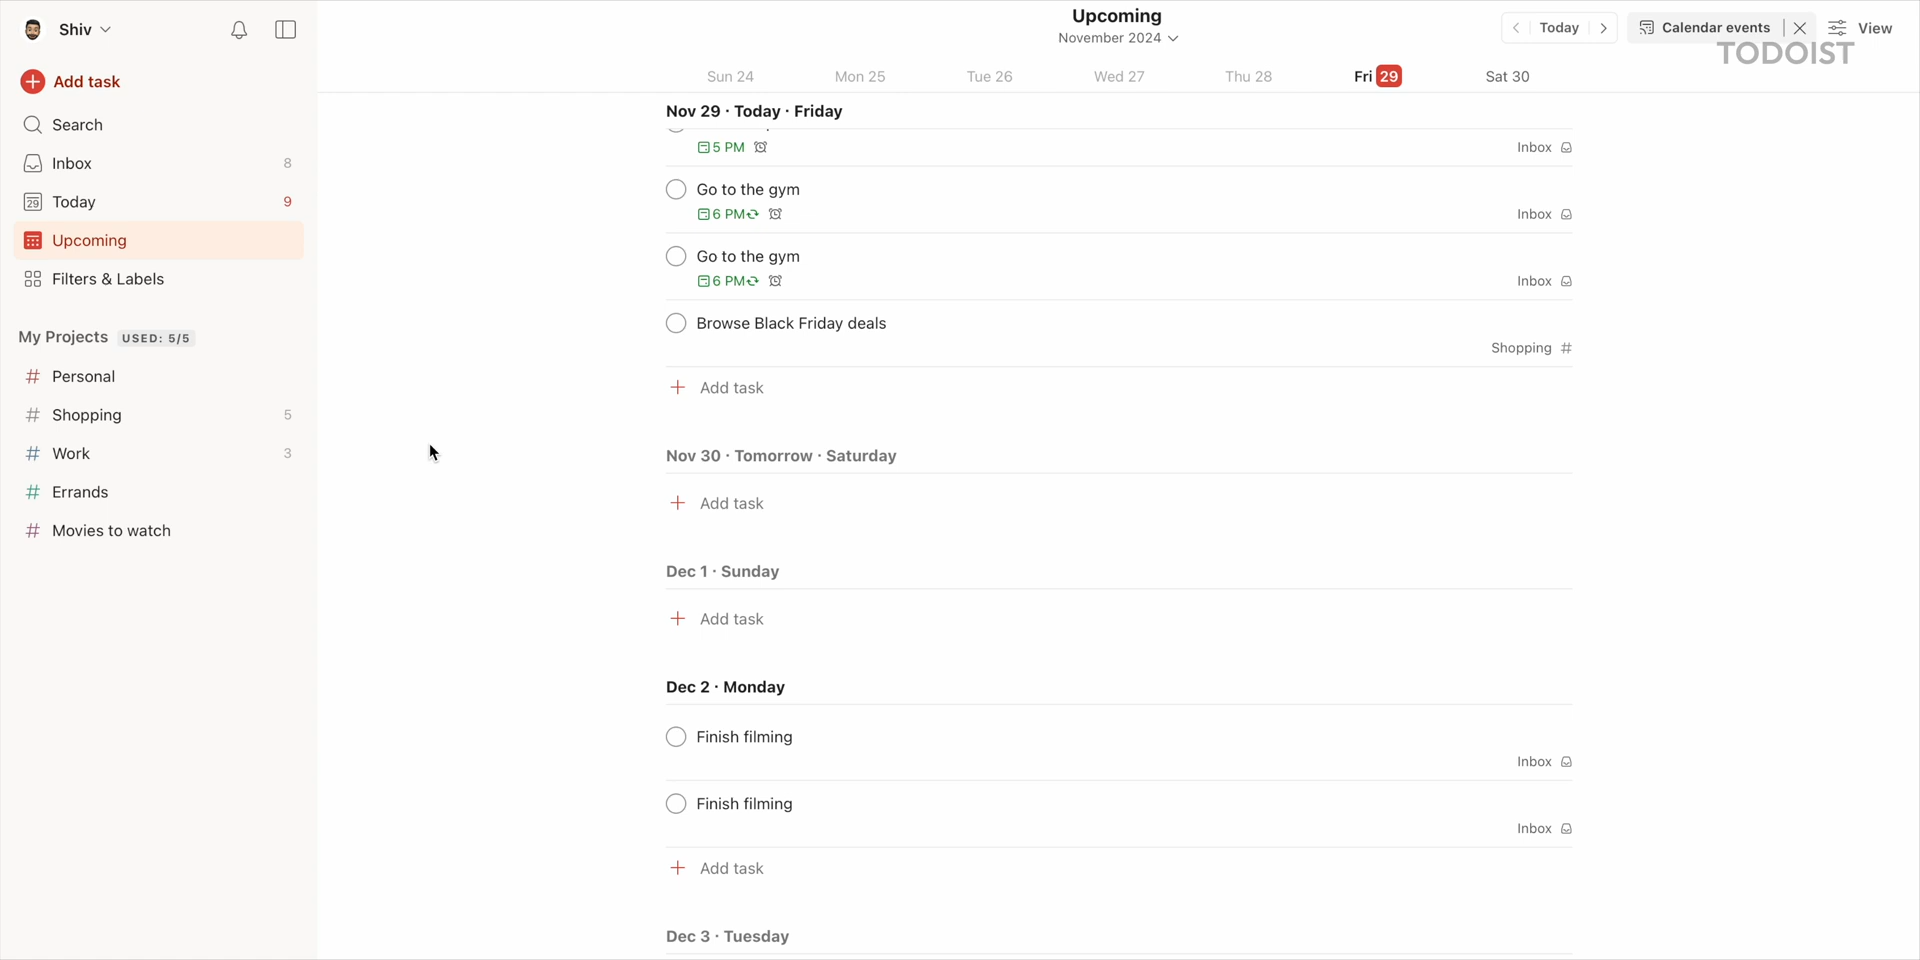 Shiv
Add task
Search
Inbox 8
29 Today 9
Upcoming
Filters & Labels
My Projects USED: 5/5
# Personal
# Shopping 5
# Work 3
# Errands
# Movies to watch
Upcoming
November 2024
Today
Calendar events
View
TODOIST
Sun 24 Mon 25 Tue 26 Wed 27 Thu 28 Fri 29 Sat 30
Nov 29 · Today · Friday
5 PM Inbox
Go to the gym
6 PM Inbox
Go to the gym
6 PM Inbox
Browse Black Friday deals
Shopping #
+ Add task
Nov 30 · Tomorrow · Saturday
+ Add task
Dec 1 · Sunday
+ Add task
Dec 2 · Monday
Finish filming
Inbox
Finish filming
Inbox
+ Add task
Dec 3 · Tuesday